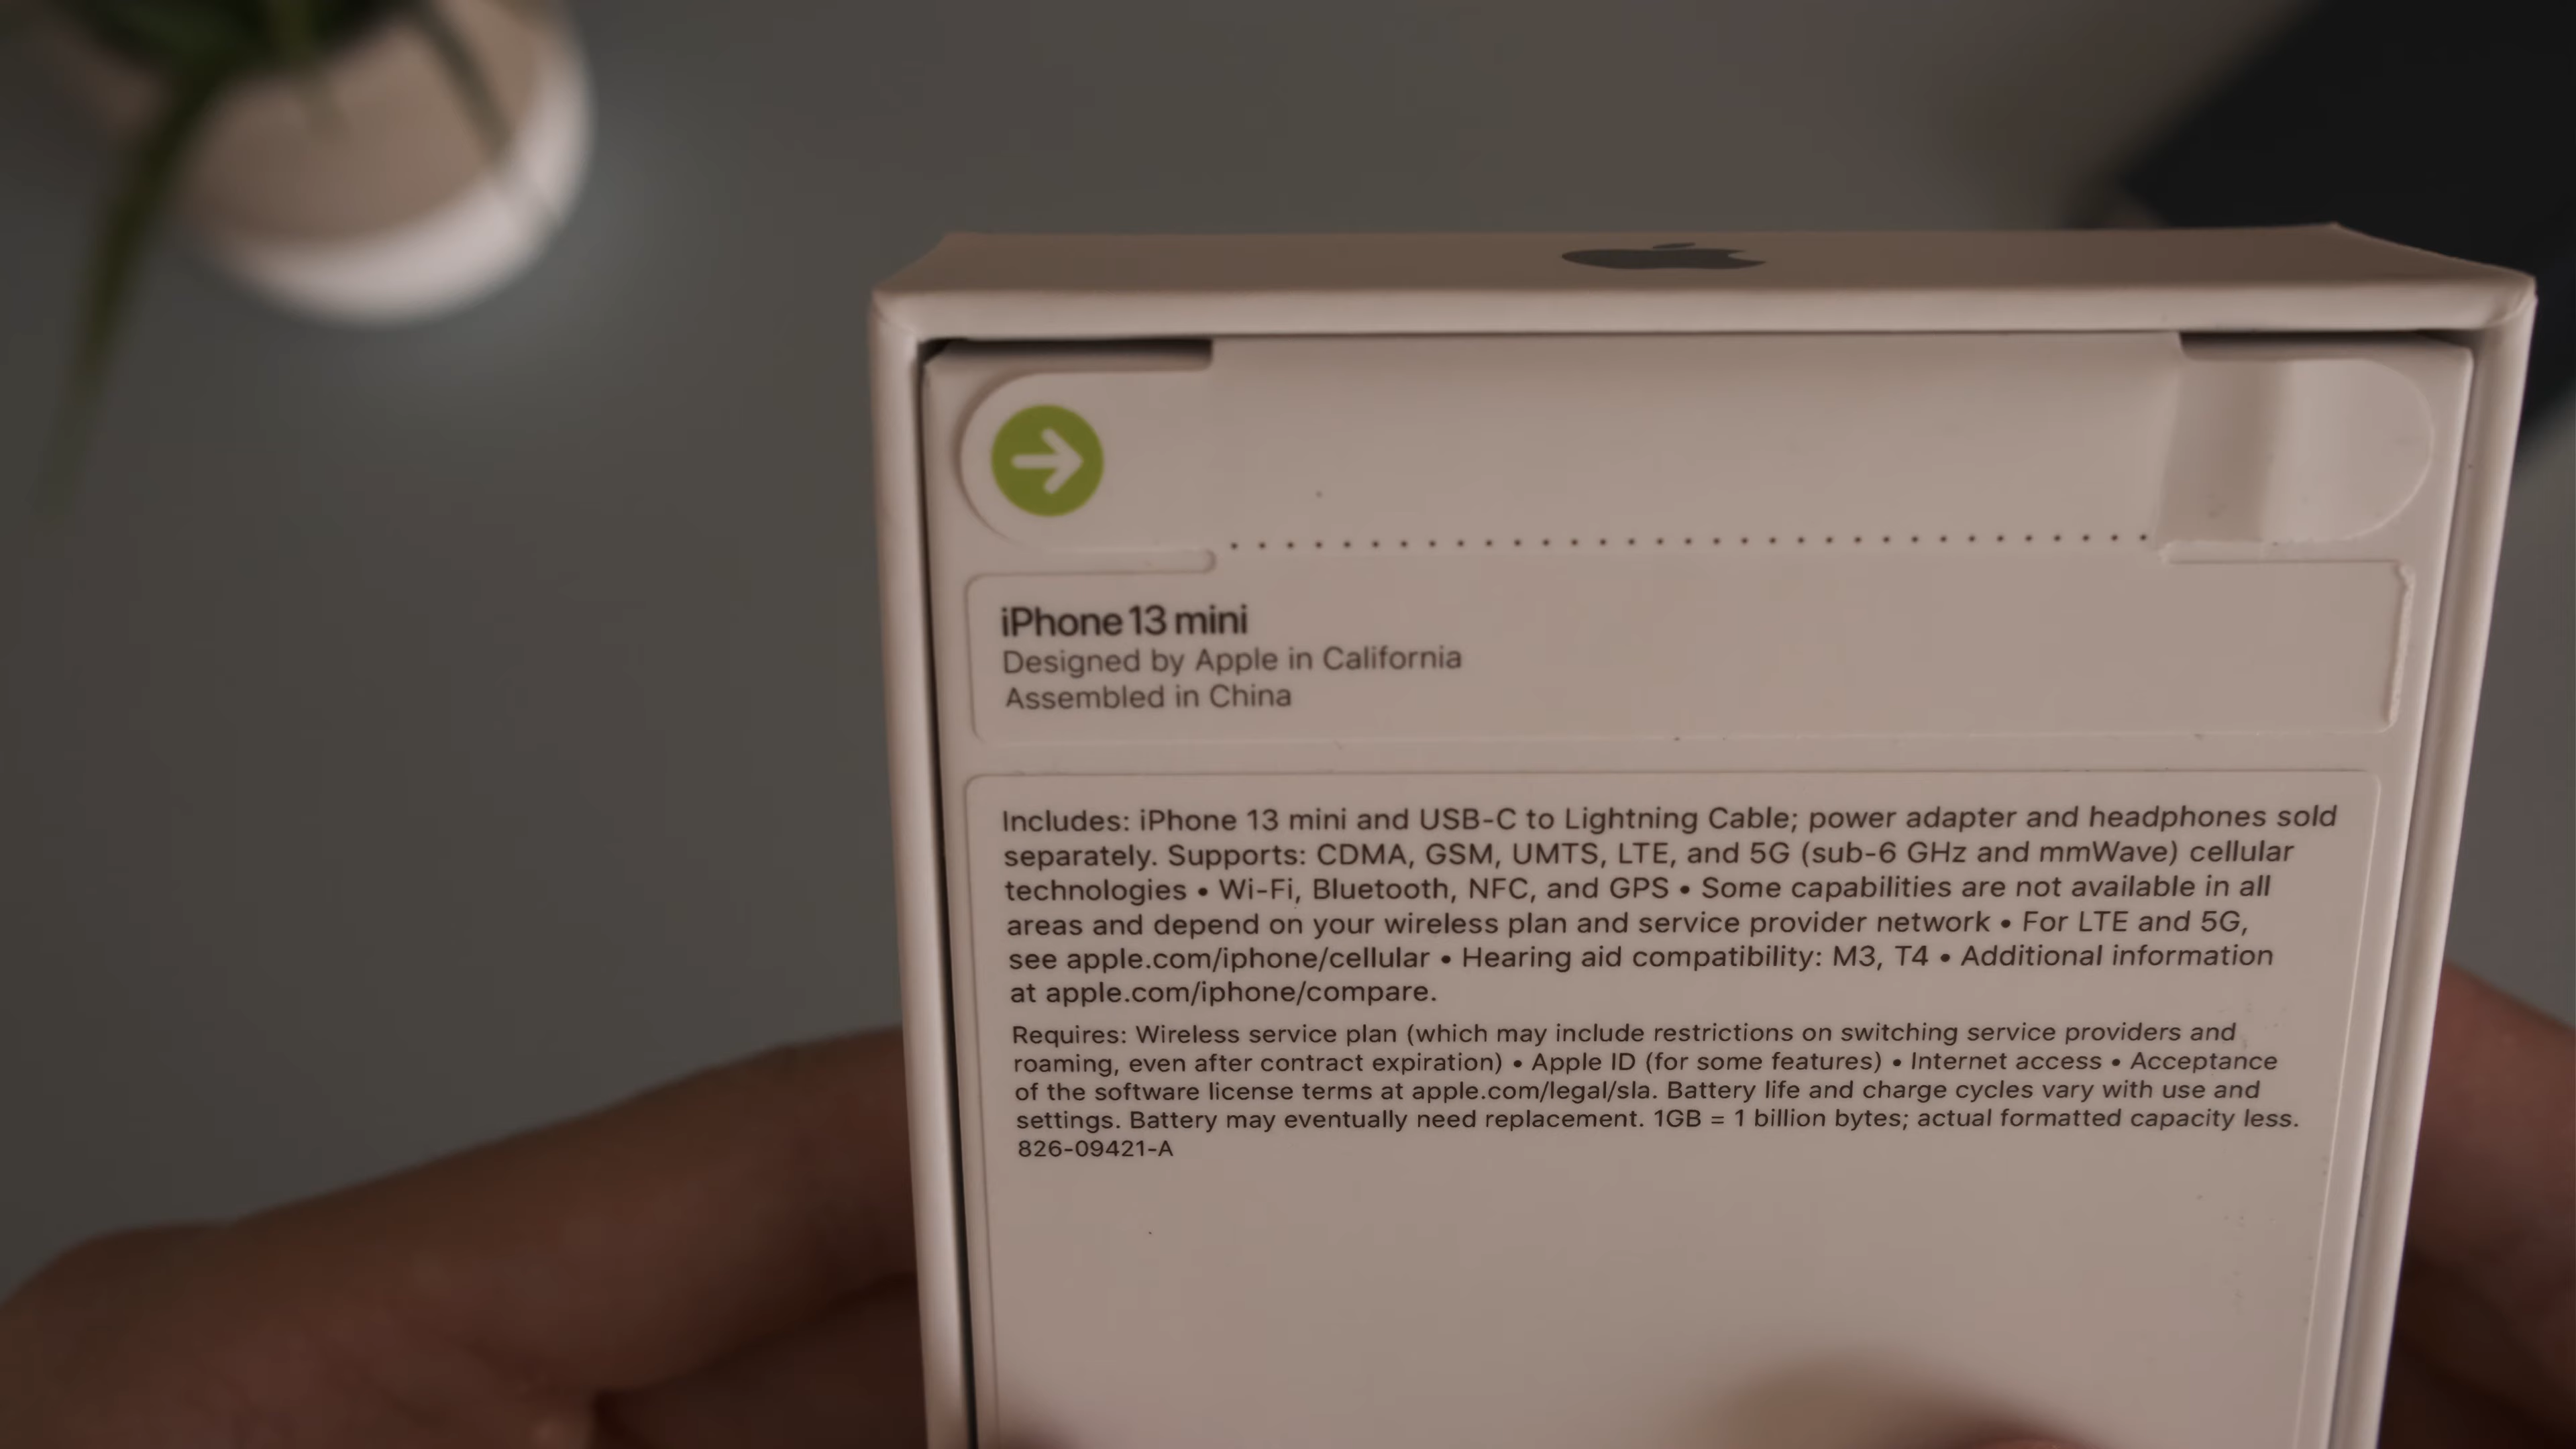 iPhone 13 mini
Designed by Apple in California
Assembled in China
Includes: iPhone 13 mini and USB-C to Lightning Cable; power adapter and headphones sold
separately. Supports: CDMA, GSM, UMTS, LTE, and 5G (sub-6 GHz and mmWave) cellular
technologies • Wi-Fi, Bluetooth, NFC, and GPS • Some capabilities are not available in all
areas and depend on your wireless plan and service provider network • For LTE and 5G,
see apple.com/iphone/cellular • Hearing aid compatibility: M3, T4 • Additional information
at apple.com/iphone/compare.
Requires: Wireless service plan (which may include restrictions on switching service providers and
roaming, even after contract expiration) • Apple ID (for some features) • Internet access • Acceptance
of the software license terms at apple.com/legal/sla. Battery life and charge cycles vary with use and
settings. Battery may eventually need replacement. 1GB = 1 billion bytes; actual formatted capacity less.
826-09421-A